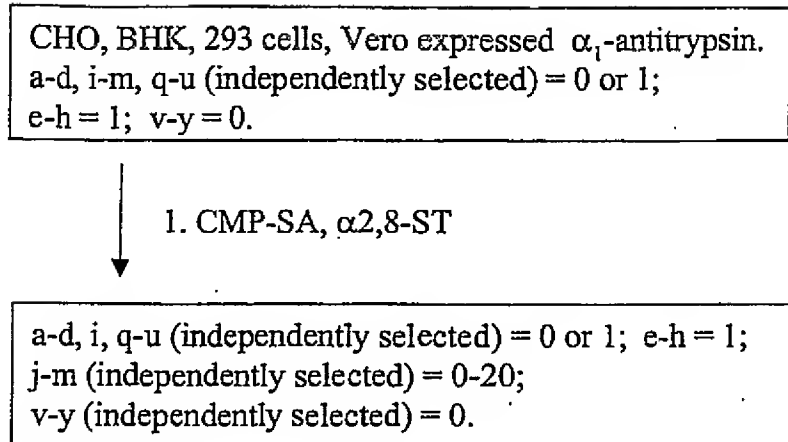 CHO, BHK, 293 cells, Vero expressed α₁-antitrypsin.
a-d, i-m, q-u (independently selected) = 0 or 1;
e-h = 1; v-y = 0.
1. CMP-SA, α2,8-ST
a-d, i, q-u (independently selected) = 0 or 1; e-h = 1;
j-m (independently selected) = 0-20;
v-y (independently selected) = 0.